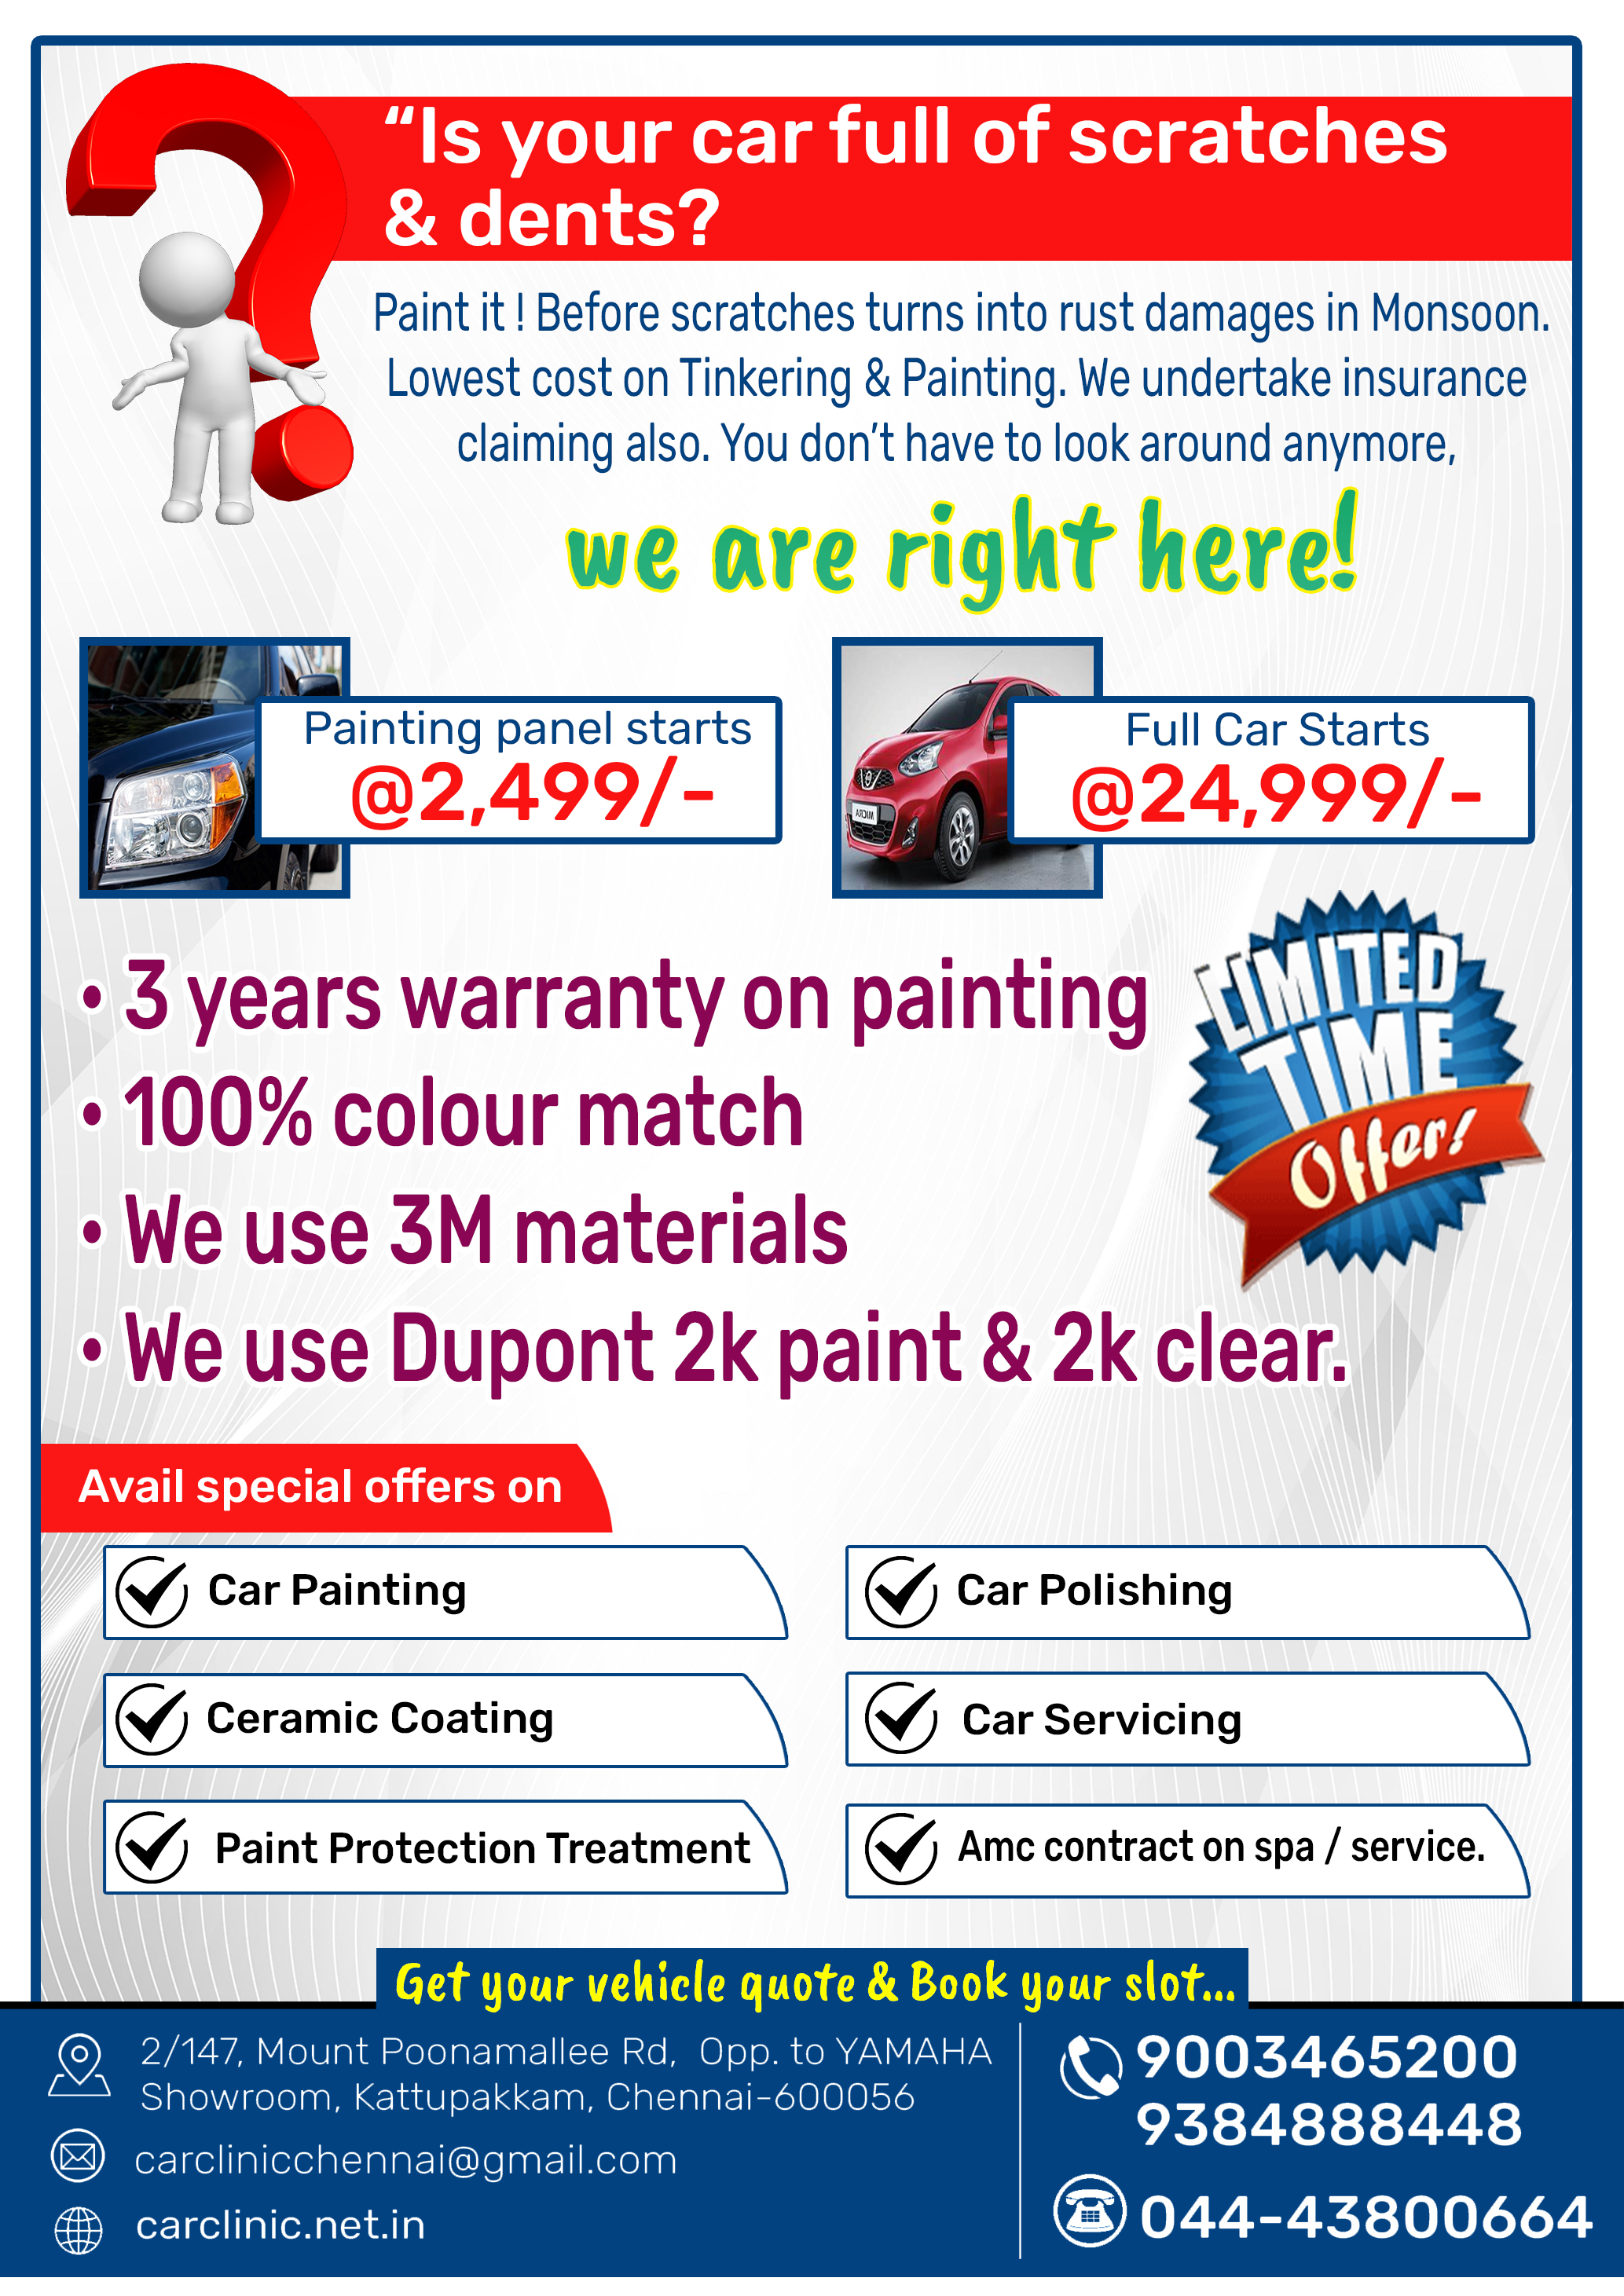 “Is your car full of scratches
& dents?
Paint it ! Before scratches turns into rust damages in Monsoon.
Lowest cost on Tinkering & Painting. We undertake insurance
claiming also. You don’t have to look around anymore,
we are right here!
Painting panel starts
@2,499/-
Full Car Starts
@24,999/-
MICRA
• 3 years warranty on painting
• 100% colour match
• We use 3M materials
• We use Dupont 2k paint & 2k clear.
LIMITED
TIME
Offer!
Avail special offers on
Car Painting
Car Polishing
Ceramic Coating
Car Servicing
Paint Protection Treatment
Amc contract on spa / service.
Get your vehicle quote & Book your slot...
2/147, Mount Poonamallee Rd, Opp. to YAMAHA
Showroom, Kattupakkam, Chennai-600056
carclinicchennai@gmail.com
carclinic.net.in
9003465200
9384888448
044-43800664